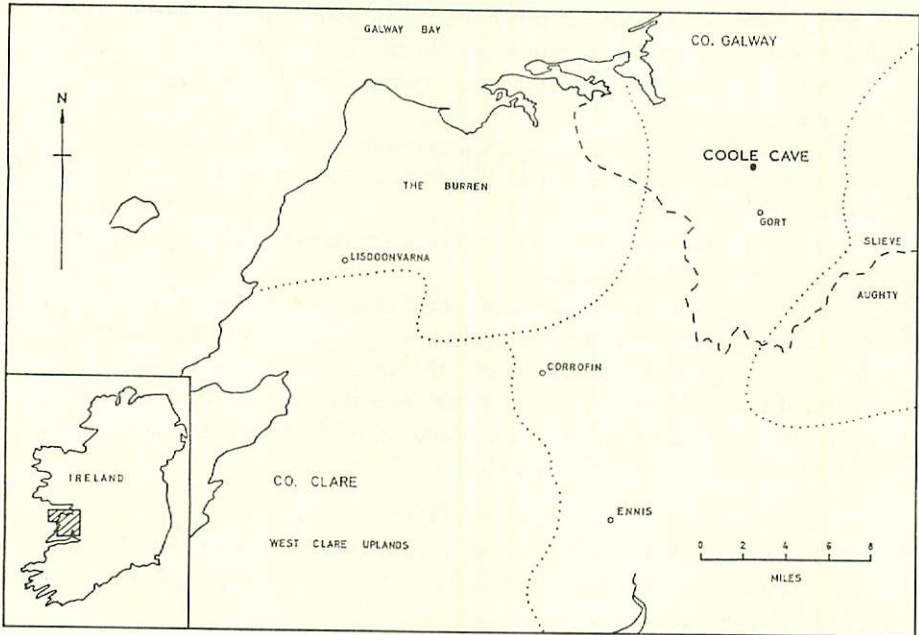 GALWAY BAY
CO. GALWAY
N
COOLE CAVE
THE BURREN
GORT
SLIEVE
LISDOONVARNA
AUGHTY
CORROFIN
IRELAND
CO. CLARE
ENNIS
WEST CLARE UPLANDS
0 2 4 6 8
MILES